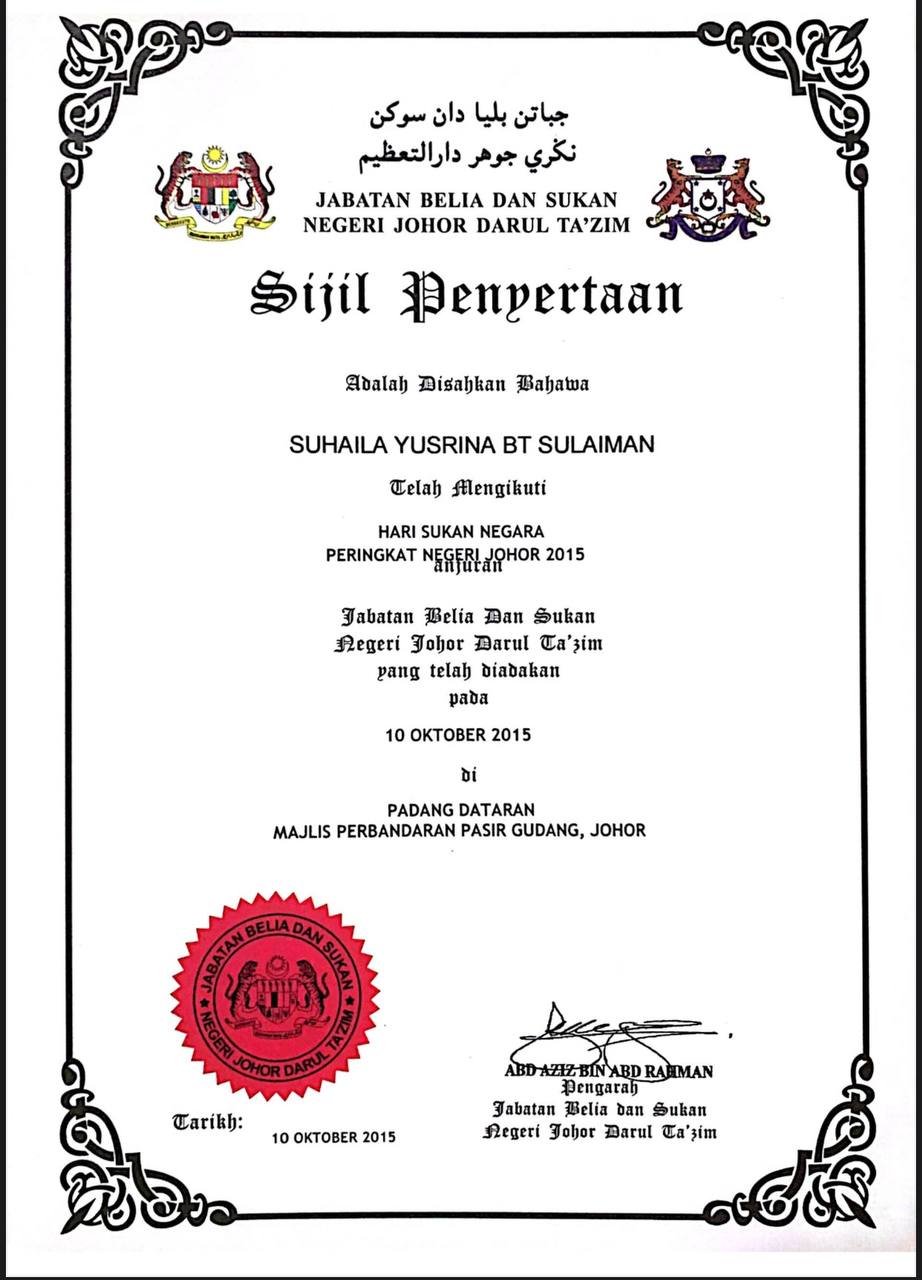 جباتن بليا دان سوكن
نݢري جوهر دارالتعظيم
JABATAN BELIA DAN SUKAN
NEGERI JOHOR DARUL TA'ZIM
Sijil Penyertaan
Adalah Disahkan Bahawa
SUHAILA YUSRINA BT SULAIMAN
Telah Mengikuti
HARI SUKAN NEGARA
PERINGKAT NEGERI JOHOR 2015
anjuran
Jabatan Belia Dan Sukan
Negeri Johor Darul Ta'zim
yang telah diadakan
pada
10 OKTOBER 2015
di
PADANG DATARAN
MAJLIS PERBANDARAN PASIR GUDANG, JOHOR
JABATAN BELIA DAN SUKAN
NEGERI JOHOR DARUL TA'ZIM
ABD AZIZ BIN ABD RAHMAN
Pengarah
Jabatan Belia dan Sukan
Negeri Johor Darul Ta'zim
Tarikh:
10 OKTOBER 2015